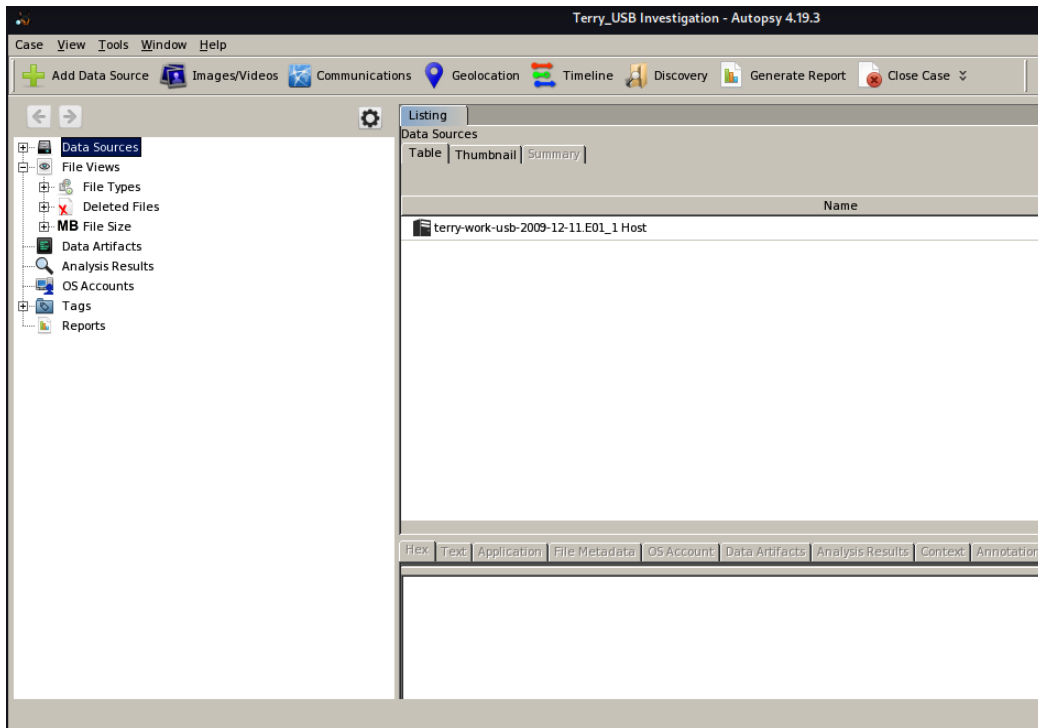 Terry_USB Investigation - Autopsy 4.19.3
Case View Tools Window Help
Add Data Source Images/Videos Communications Geolocation Timeline Discovery Generate Report Close Case
Data Sources
File Views
File Types
Deleted Files
MB File Size
Data Artifacts
Analysis Results
OS Accounts
Tags
Reports
Listing
Data Sources
Table Thumbnail Summary
Name
terry-work-usb-2009-12-11.E01_1 Host
Hex Text Application File Metadata OS Account Data Artifacts Analysis Results Context Annotation